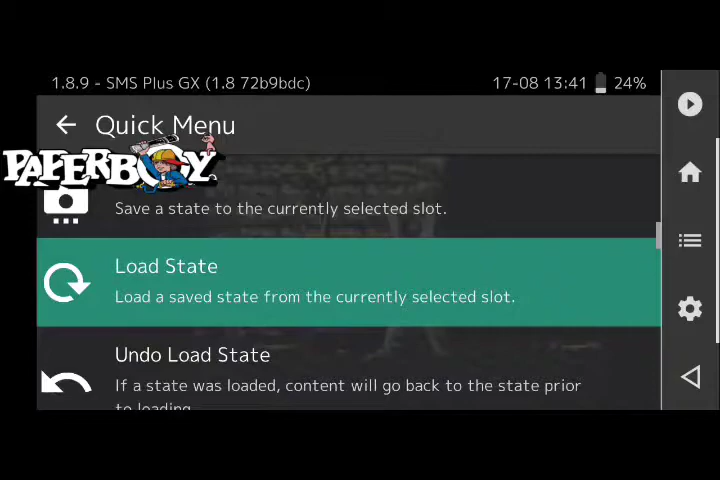 1.8.9 - SMS Plus GX (1.8 72b9bdc)
17-08 13:41 24%
Quick Menu
PAPERBOY
Save a state to the currently selected slot.
Load State
Load a saved state from the currently selected slot.
Undo Load State
If a state was loaded, content will go back to the state prior
to loading.